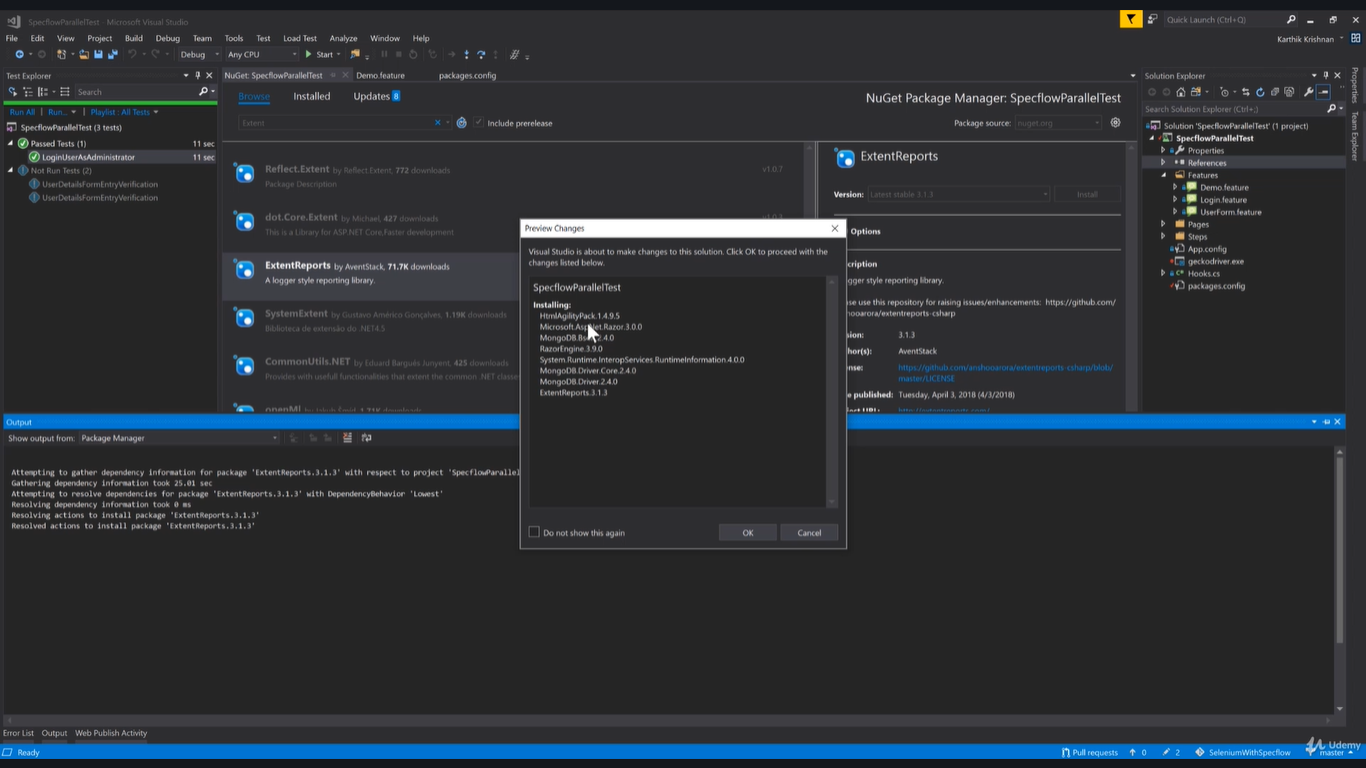 SpecflowParallelTest - Microsoft Visual Studio
Quick Launch (Ctrl+Q)
File Edit View Project Build Debug Team Tools Test Load Test Analyze Window Help
Karthik Krishnan
Debug Any CPU Start
Test Explorer
Search
Run All | Run... Playlist: All Tests
SpecflowParallelTest (3 tests)
Passed Tests (1) 11 sec
LoginUserAsAdministrator 11 sec
Not Run Tests (2)
UserDetailsFormEntryVerification
UserDetailsFormEntryVerification
NuGet: SpecflowParallelTest Demo.feature packages.config
Browse Installed Updates 8
NuGet Package Manager: SpecflowParallelTest
Extent Include prerelease
Package source: nuget.org
Reflect.Extent by Reflect.Extent, 772 downloads v1.0.7
Package Description
dot.Core.Extent by Michael, 427 downloads
This is a Library for ASP.NET Core,Faster development
ExtentReports by AventStack, 71.7K downloads
A logger style reporting library.
SystemExtent by Gustavo Américo Gonçalves, 1.19K downloads
Biblioteca de extensão do .NET4.5
CommonUtils.NET by Eduard Bargués Junyent, 425 downloads
Provides with usefull functionalities that extent the common .NET classe
ExtentReports
Version: Latest stable 3.1.3 Install
Options
cription
gger style reporting library.
se use this repository for raising issues/enhancements: https://github.com/
hooarora/extentreports-csharp
sion: 3.1.3
hor(s): AventStack
nse: https://github.com/anshooarora/extentreports-csharp/blob/
master/LICENSE
e published: Tuesday, April 3, 2018 (4/3/2018)
Preview Changes
Visual Studio is about to make changes to this solution. Click OK to proceed with the
changes listed below.
SpecflowParallelTest
Installing:
HtmlAgilityPack.1.4.9.5
RazorEngine.3.9.0
System.Runtime.InteropServices.RuntimeInformation.4.0.0
MongoDB.Driver.Core.2.4.0
MongoDB.Driver.2.4.0
ExtentReports.3.1.3
Do not show this again
OK Cancel
Solution Explorer
Search Solution Explorer (Ctrl+;)
Solution 'SpecflowParallelTest' (1 project)
SpecflowParallelTest
Properties
References
Features
Demo.feature
Login.feature
UserForm.feature
Pages
Steps
App.config
geckodriver.exe
Hooks.cs
packages.config
Properties
Team Explorer
Output
Show output from: Package Manager
Attempting to gather dependency information for package 'ExtentReports.3.1.3' with respect to project 'SpecflowParallel
Gathering dependency information took 25.01 sec
Attempting to resolve dependencies for package 'ExtentReports.3.1.3' with DependencyBehavior 'Lowest'
Resolving dependency information took 0 ms
Resolving actions to install package 'ExtentReports.3.1.3'
Resolved actions to install package 'ExtentReports.3.1.3'
Error List Output Web Publish Activity
Ready
Pull requests 0 2 SeleniumWithSpecflow master
Udemy